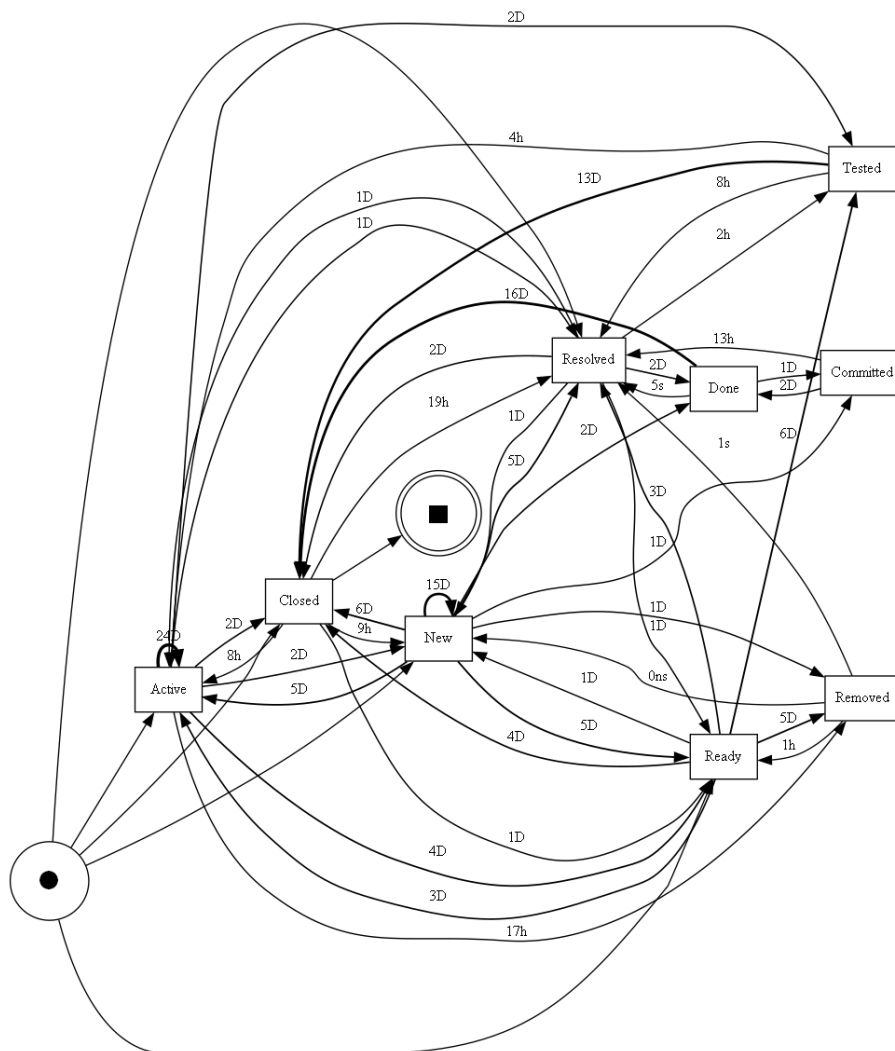 2D
4h
Tested
13D
8h
1D
1D
2h
16D
13h
2D
Resolved
2D
1D
Committed
5s
Done
2D
19h
1D
2D
6D
5D
1s
3D
1D
15D
Closed
6D
1D
2D
24D
9h
New
1D
8h
2D
Active
5D
1D
0ns
Removed
5D
5D
4D
Ready
1h
1D
4D
3D
17h